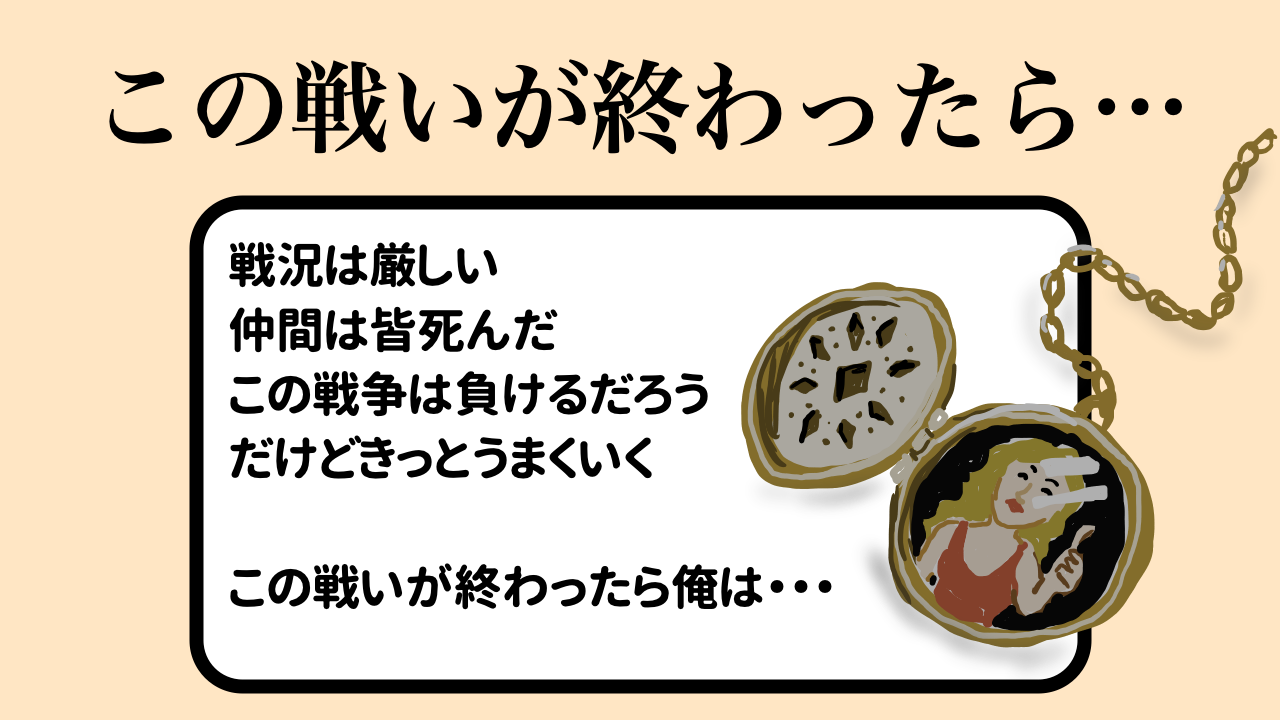 この戦いが終わったら…
戦況は厳しい
仲間は皆死んだ
この戦争は負けるだろう
だけどきっとうまくいく
この戦いが終わったら俺は・・・